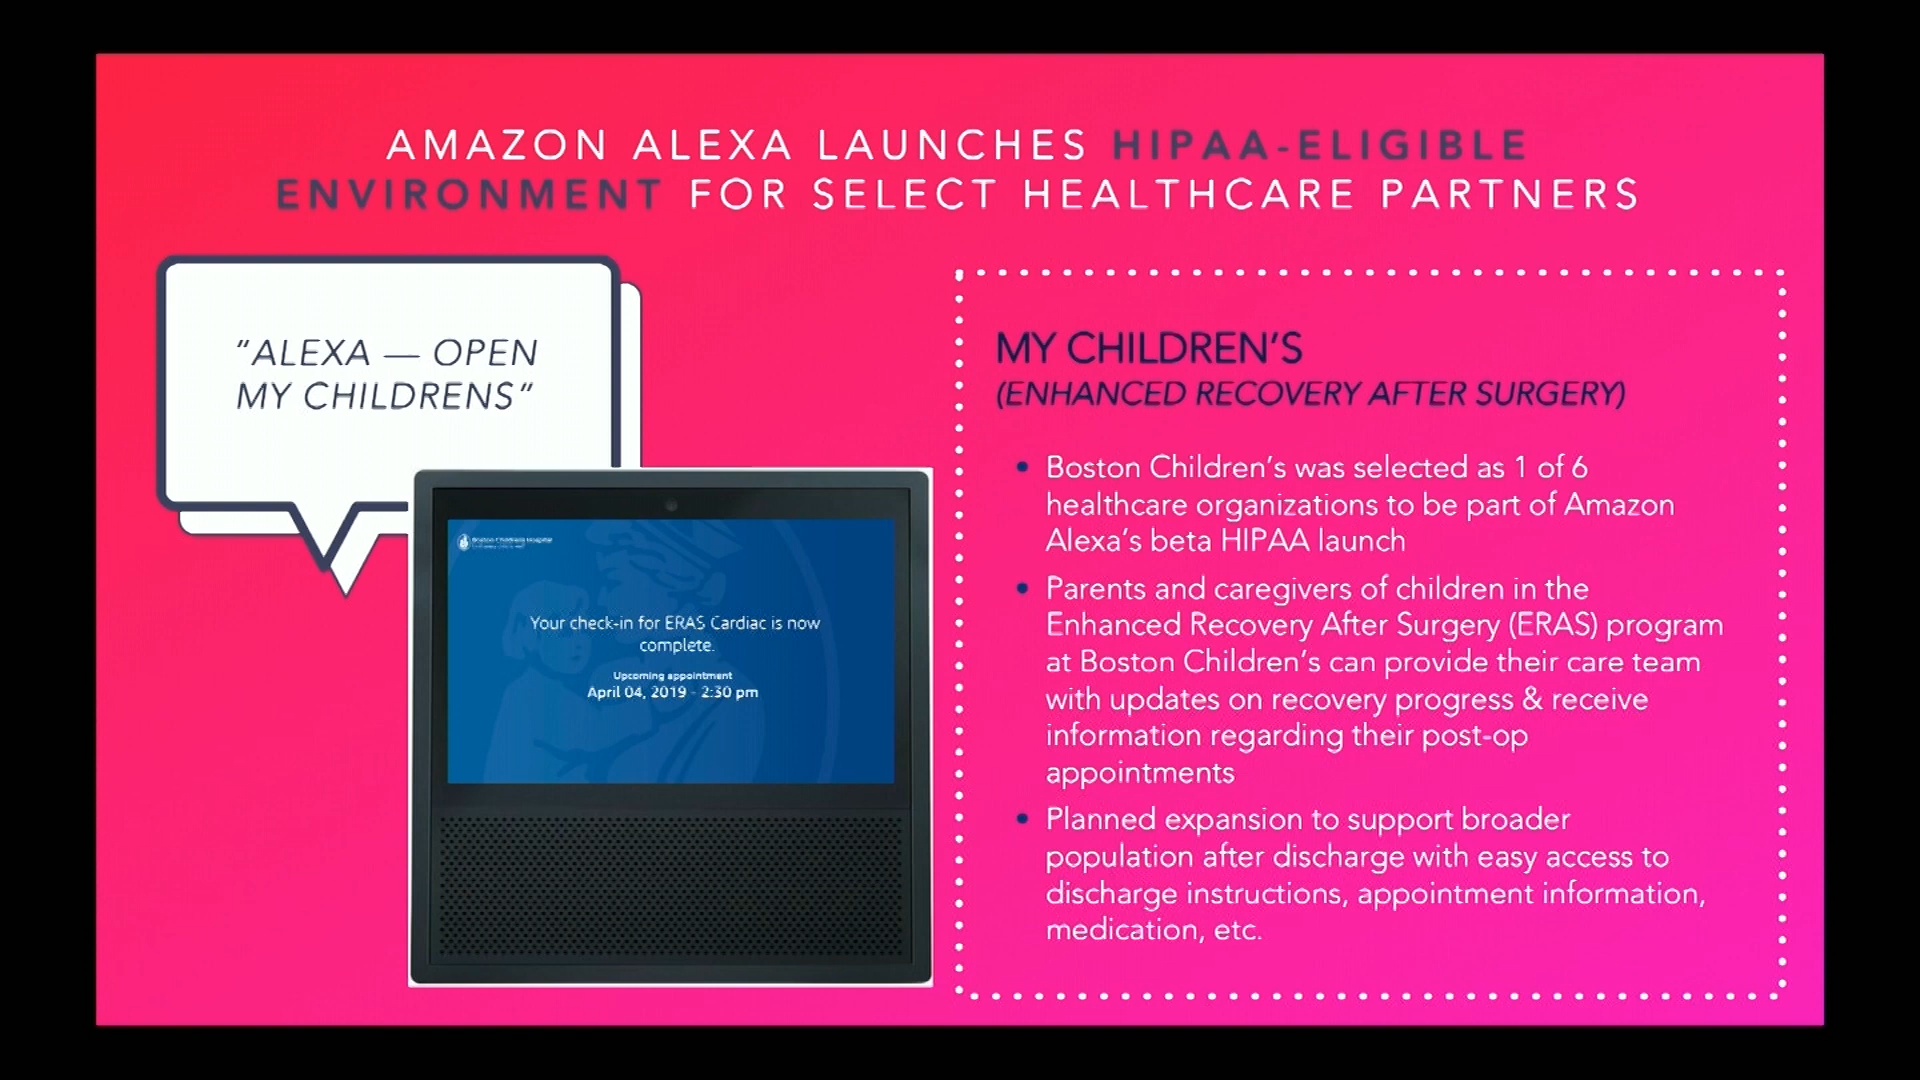 AMAZON ALEXA LAUNCHES HIPAA-ELIGIBLE
ENVIRONMENT FOR SELECT HEALTHCARE PARTNERS
“ALEXA — OPEN
MY CHILDRENS”
Boston Children's Hospital
Your check-in for ERAS Cardiac is now
complete.
Upcoming appointment
April 04, 2019 - 2:30 pm
MY CHILDREN’S
(ENHANCED RECOVERY AFTER SURGERY)
• Boston Children’s was selected as 1 of 6
healthcare organizations to be part of Amazon
Alexa’s beta HIPAA launch
• Parents and caregivers of children in the
Enhanced Recovery After Surgery (ERAS) program
at Boston Children’s can provide their care team
with updates on recovery progress & receive
information regarding their post-op
appointments
• Planned expansion to support broader
population after discharge with easy access to
discharge instructions, appointment information,
medication, etc.